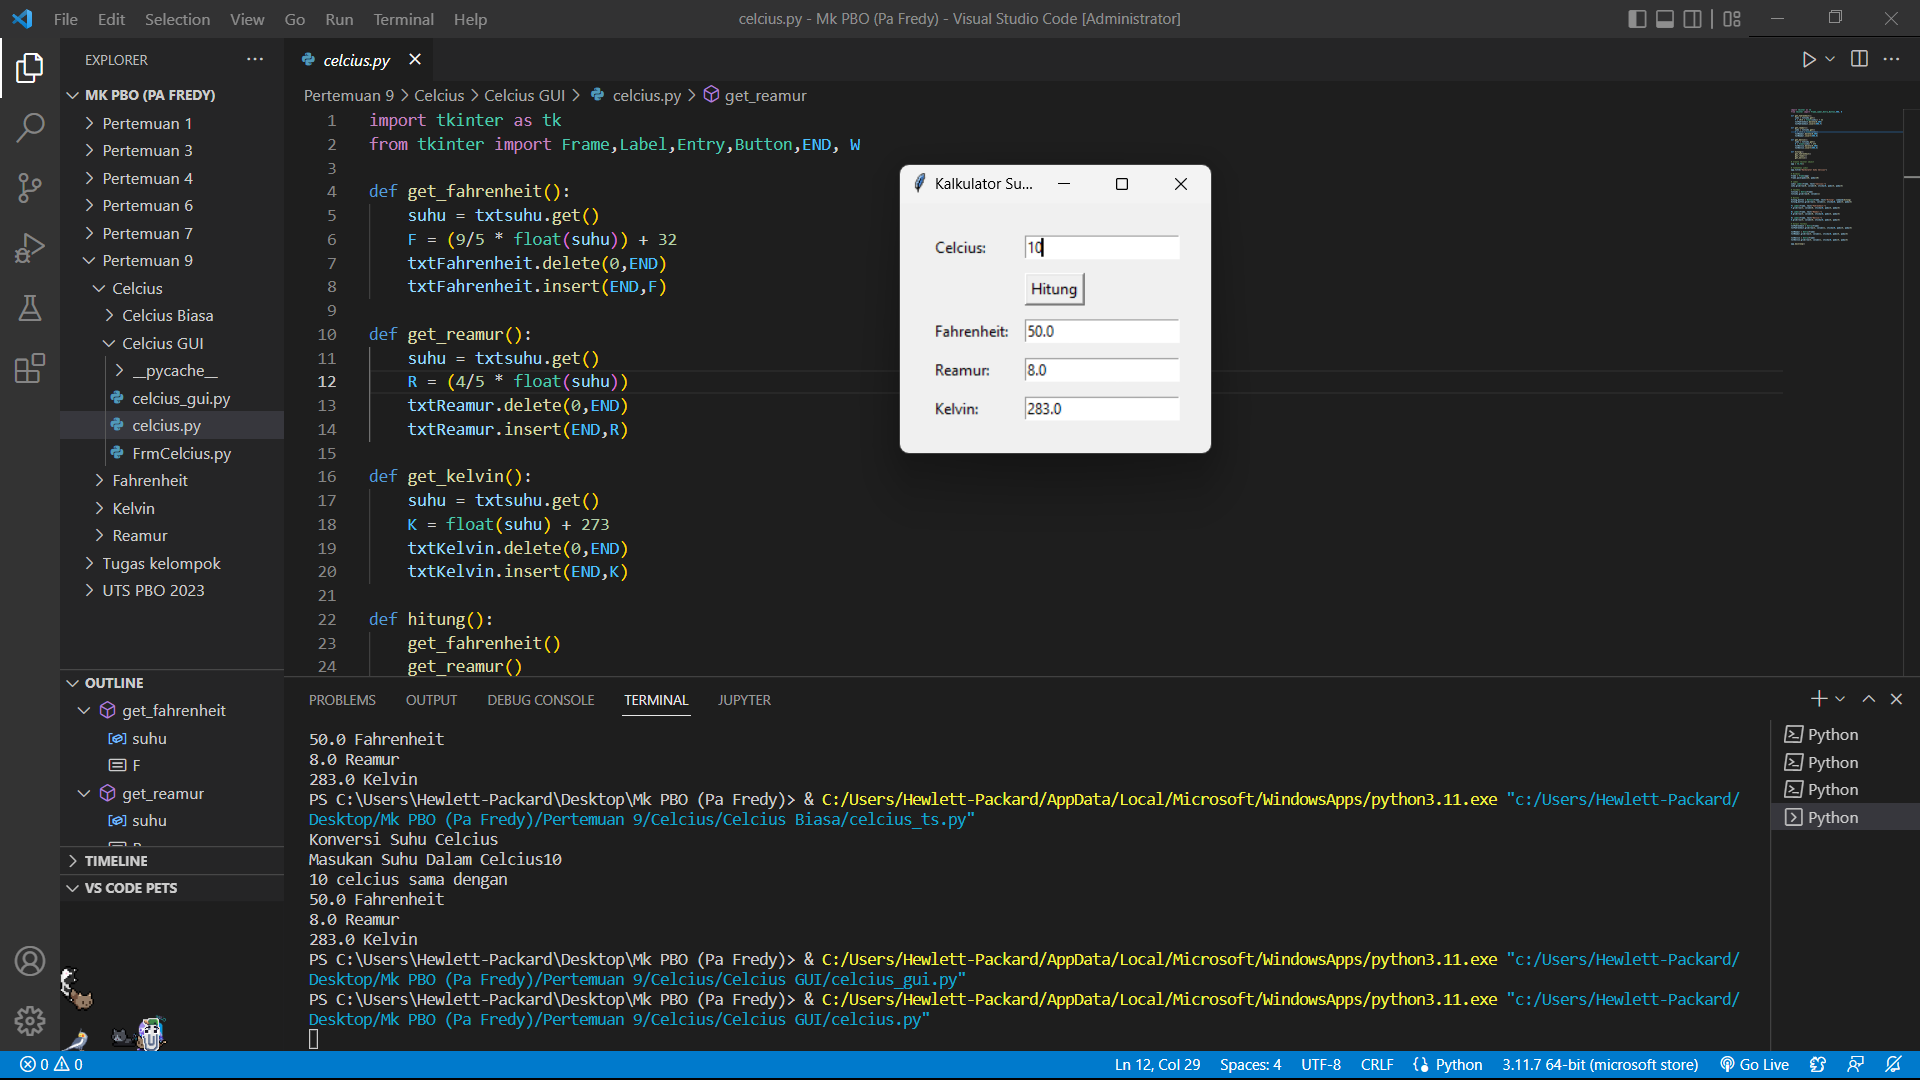 File Edit Selection View Go Run Terminal Help
celcius.py - Mk PBO (Pa Fredy) - Visual Studio Code [Administrator]
EXPLORER
MK PBO (PA FREDY)
Pertemuan 1
Pertemuan 3
Pertemuan 4
Pertemuan 6
Pertemuan 7
Pertemuan 9
Celcius
Celcius Biasa
Celcius GUI
__pycache__
celcius_gui.py
celcius.py
FrmCelcius.py
Fahrenheit
Kelvin
Reamur
Tugas kelompok
UTS PBO 2023
OUTLINE
get_fahrenheit
suhu
F
get_reamur
suhu
TIMELINE
VS CODE PETS
celcius.py
Pertemuan 9 > Celcius > Celcius GUI > celcius.py > get_reamur
1 import tkinter as tk
2 from tkinter import Frame,Label,Entry,Button,END, W
3
4 def get_fahrenheit():
5 suhu = txtsuhu.get()
6 F = (9/5 * float(suhu)) + 32
7 txtFahrenheit.delete(0,END)
8 txtFahrenheit.insert(END,F)
9
10 def get_reamur():
11 suhu = txtsuhu.get()
12 R = (4/5 * float(suhu))
13 txtReamur.delete(0,END)
14 txtReamur.insert(END,R)
15
16 def get_kelvin():
17 suhu = txtsuhu.get()
18 K = float(suhu) + 273
19 txtKelvin.delete(0,END)
20 txtKelvin.insert(END,K)
21
22 def hitung():
23 get_fahrenheit()
24 get_reamur()
Kalkulator Su...
Celcius: 10
Hitung
Fahrenheit: 50.0
Reamur: 8.0
Kelvin: 283.0
PROBLEMS OUTPUT DEBUG CONSOLE TERMINAL JUPYTER
50.0 Fahrenheit
8.0 Reamur
283.0 Kelvin
PS C:\Users\Hewlett-Packard\Desktop\Mk PBO (Pa Fredy)> & C:/Users/Hewlett-Packard/AppData/Local/Microsoft/WindowsApps/python3.11.exe "c:/Users/Hewlett-Packard/
Desktop/Mk PBO (Pa Fredy)/Pertemuan 9/Celcius/Celcius Biasa/celcius_ts.py"
Konversi Suhu Celcius
Masukan Suhu Dalam Celcius10
10 celcius sama dengan
50.0 Fahrenheit
8.0 Reamur
283.0 Kelvin
PS C:\Users\Hewlett-Packard\Desktop\Mk PBO (Pa Fredy)> & C:/Users/Hewlett-Packard/AppData/Local/Microsoft/WindowsApps/python3.11.exe "c:/Users/Hewlett-Packard/
Desktop/Mk PBO (Pa Fredy)/Pertemuan 9/Celcius/Celcius GUI/celcius_gui.py"
PS C:\Users\Hewlett-Packard\Desktop\Mk PBO (Pa Fredy)> & C:/Users/Hewlett-Packard/AppData/Local/Microsoft/WindowsApps/python3.11.exe "c:/Users/Hewlett-Packard/
Desktop/Mk PBO (Pa Fredy)/Pertemuan 9/Celcius/Celcius GUI/celcius.py"
Python
Python
Python
Python
0 0
Ln 12, Col 29 Spaces: 4 UTF-8 CRLF Python 3.11.7 64-bit (microsoft store) Go Live